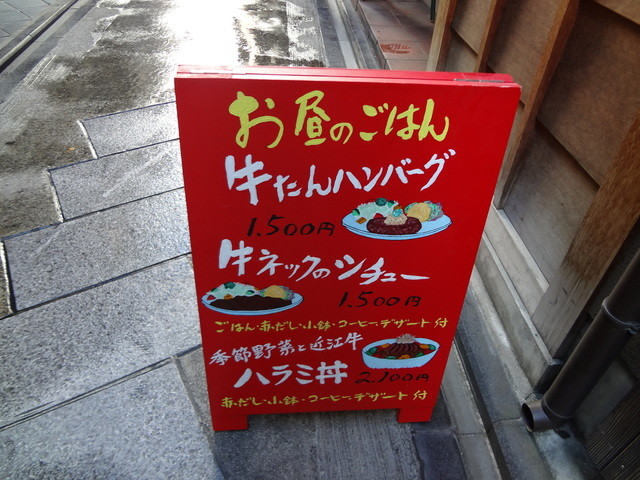 お昼のごはん
牛たんハンバーグ
1.500円
牛ネックのシチュー
1.500円
ごはん・赤だし・小鉢・コーヒー・デザート付
季節野菜と近江牛
ハラミ丼 2.100円
赤だし・小鉢・コーヒー・デザート付